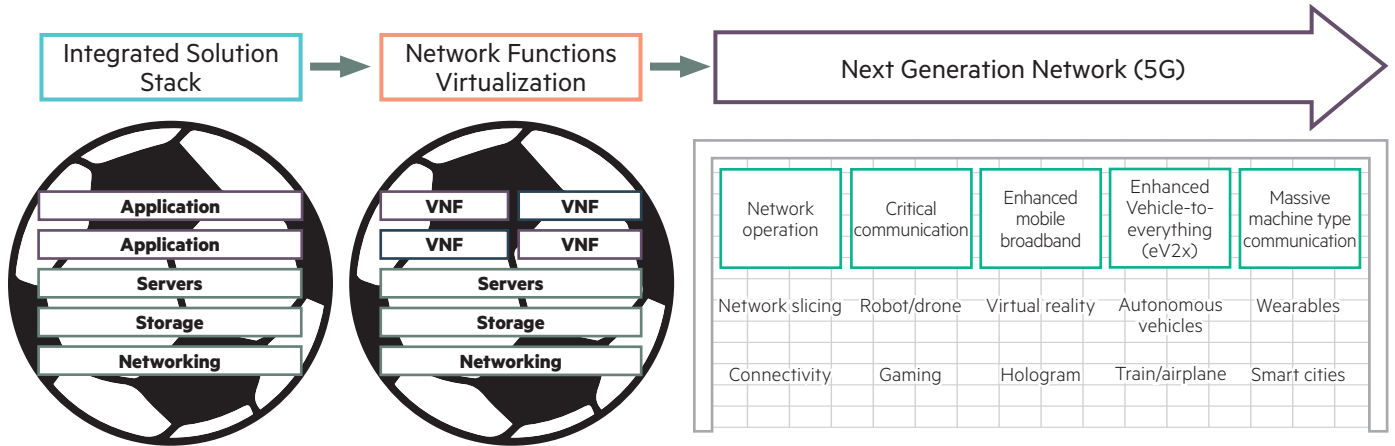 Integrated Solution
Stack
Network Functions
Virtualization
Next Generation Network (5G)
Application
Application
Servers
Storage
Networking
VNF
VNF
VNF
VNF
Servers
Storage
Networking
Network
operation
Critical
communication
Enhanced
mobile
broadband
Enhanced
Vehicle-to-
everything
(eV2x)
Massive
machine type
communication
Network slicing
Robot/drone
Virtual reality
Autonomous
vehicles
Wearables
Connectivity
Gaming
Hologram
Train/airplane
Smart cities